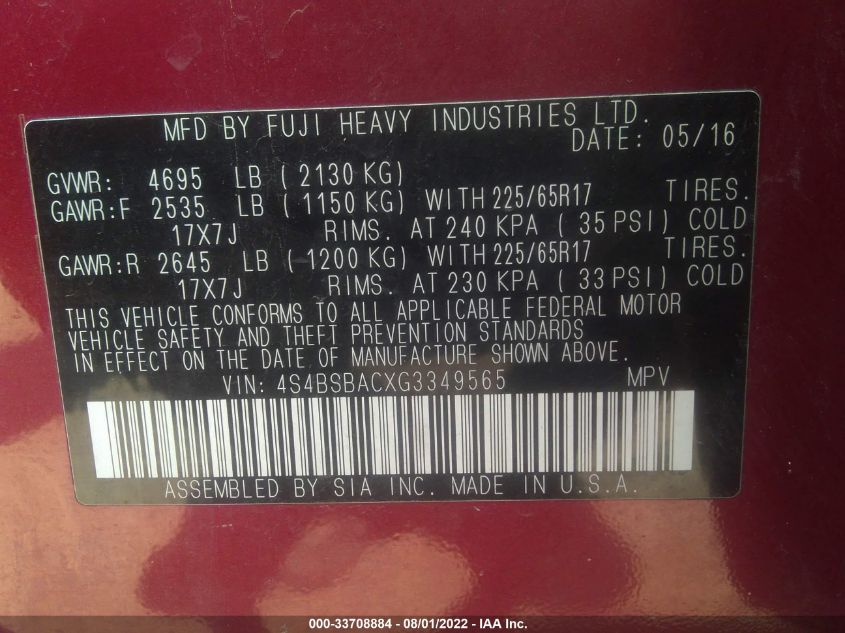 MFD BY FUJI HEAVY INDUSTRIES LTD.
DATE: 05/16
GVWR: 4695 LB ( 2130 KG)
GAWR:F 2535 LB ( 1150 KG) WITH 225/65R17 TIRES.
17X7J RIMS. AT 240 KPA ( 35 PSI) COLD
GAWR:R 2645 LB ( 1200 KG) WITH 225/65R17 TIRES.
17X7J RIMS. AT 230 KPA ( 33 PSI) COLD
THIS VEHICLE CONFORMS TO ALL APPLICABLE FEDERAL MOTOR
VEHICLE SAFETY AND THEFT PREVENTION STANDARDS
IN EFFECT ON THE DATE OF MANUFACTURE SHOWN ABOVE.
VIN: 4S4BSBACXG3349565 MPV
ASSEMBLED BY SIA INC. MADE IN U.S.A.
000-33708884 - 08/01/2022 - IAA Inc.